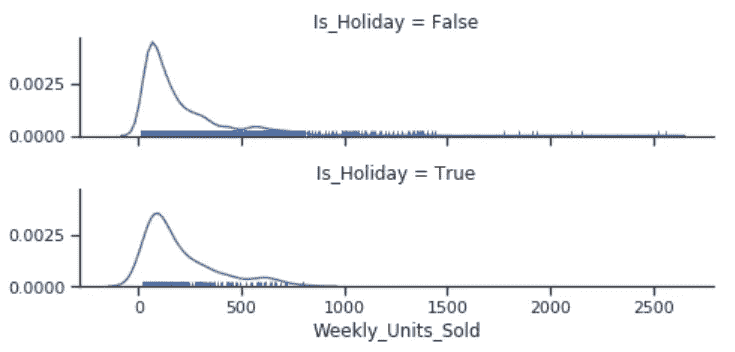 Is_Holiday = False
0.0025
0.0000
Is_Holiday = True
0.0025
0.0000
0 500 1000 1500 2000 2500
Weekly_Units_Sold